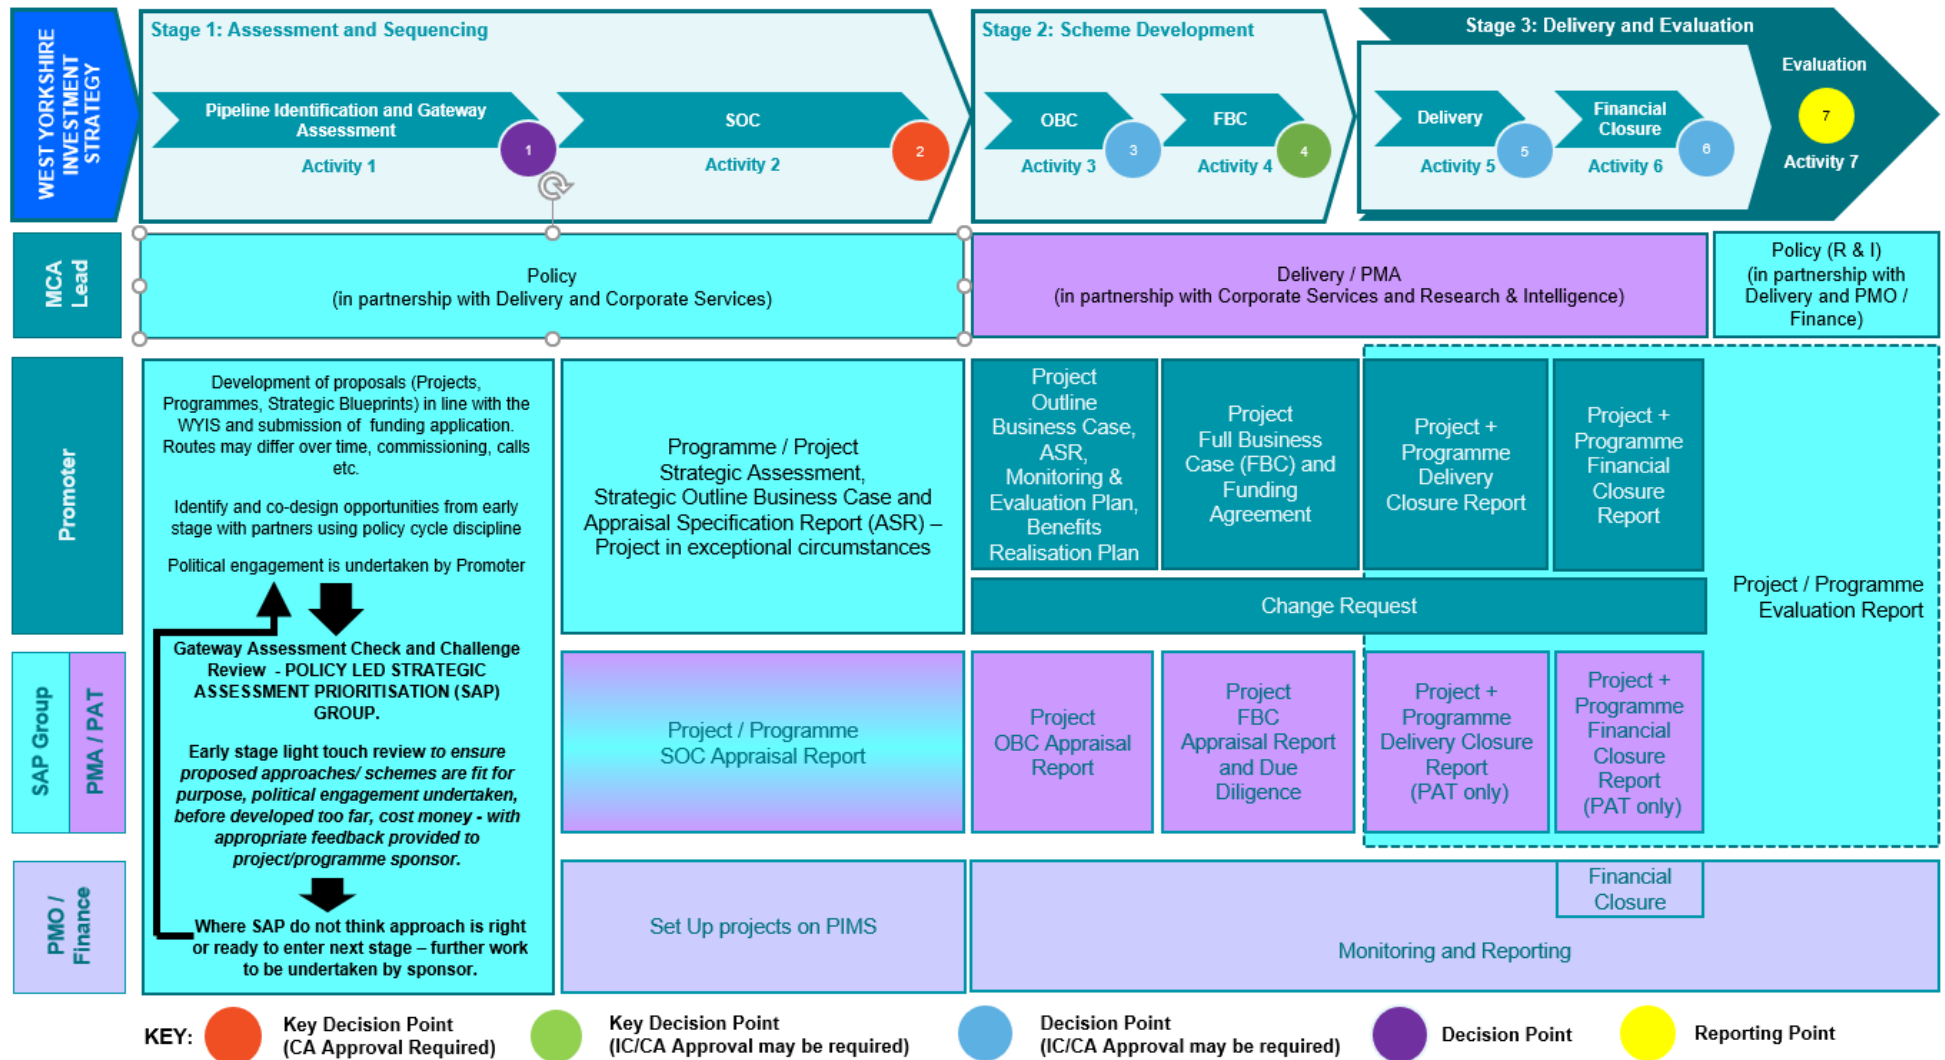 WEST YORKSHIRE
INVESTMENT
STRATEGY
Stage 1: Assessment and Sequencing
Pipeline Identification and Gateway
Assessment
1
Activity 1
SOC
2
Activity 2
Stage 2: Scheme Development
OBC
3
Activity 3
FBC
4
Activity 4
Stage 3: Delivery and Evaluation
Delivery
5
Activity 5
Financial
Closure
6
Activity 6
Evaluation
7
Activity 7
MCA
Lead
Policy
(in partnership with Delivery and Corporate Services)
Delivery / PMA
(in partnership with Corporate Services and Research & Intelligence)
Policy (R & I)
(in partnership with
Delivery and PMO /
Finance)
Promoter
Development of proposals (Projects,
Programmes, Strategic Blueprints) in line with the
WYIS and submission of funding application.
Routes may differ over time, commissioning, calls
etc.
Identify and co-design opportunities from early
stage with partners using policy cycle discipline
Political engagement is undertaken by Promoter
Gateway Assessment Check and Challenge
Review - POLICY LED STRATEGIC
ASSESSMENT PRIORITISATION (SAP)
GROUP.
Early stage light touch review to ensure
proposed approaches/ schemes are fit for
purpose, political engagement undertaken,
before developed too far, cost money - with
appropriate feedback provided to
project/programme sponsor.
Where SAP do not think approach is right
or ready to enter next stage – further work
to be undertaken by sponsor.
Programme / Project
Strategic Assessment,
Strategic Outline Business Case and
Appraisal Specification Report (ASR) –
Project in exceptional circumstances
Project
Outline
Business Case,
ASR,
Monitoring &
Evaluation Plan,
Benefits
Realisation Plan
Project
Full Business
Case (FBC) and
Funding
Agreement
Project +
Programme
Delivery
Closure Report
Project +
Programme
Financial
Closure
Report
Change Request
Project / Programme
Evaluation Report
SAP Group
PMA / PAT
Project / Programme
SOC Appraisal Report
Project
OBC Appraisal
Report
Project
FBC
Appraisal Report
and Due
Diligence
Project +
Programme
Delivery Closure
Report
(PAT only)
Project +
Programme
Financial
Closure
Report
(PAT only)
PMO /
Finance
Set Up projects on PIMS
Financial
Closure
Monitoring and Reporting
KEY:
Key Decision Point
(CA Approval Required)
Key Decision Point
(IC/CA Approval may be required)
Decision Point
(IC/CA Approval may be required)
Decision Point
Reporting Point